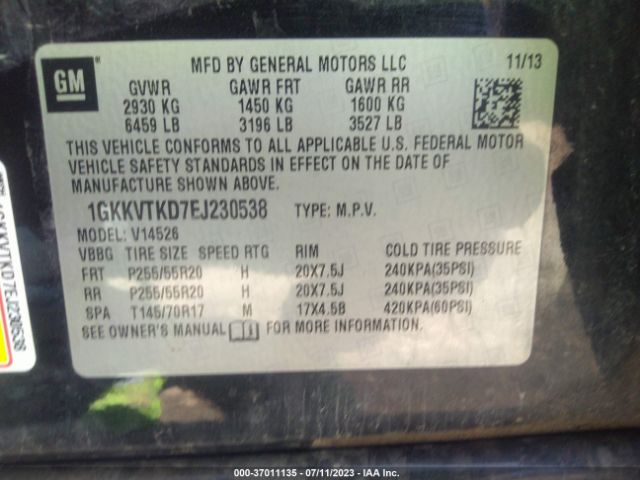 GM
®
MFD BY GENERAL MOTORS LLC 11/13
GVWR GAWR FRT GAWR RR
2930 KG 1450 KG 1600 KG
6459 LB 3196 LB 3527 LB
THIS VEHICLE CONFORMS TO ALL APPLICABLE U.S. FEDERAL MOTOR
VEHICLE SAFETY STANDARDS IN EFFECT ON THE DATE OF
MANUFACTURE SHOWN ABOVE.
1GKKVTKD7EJ230538 TYPE: M.P.V.
MODEL: V14526
VBBG TIRE SIZE SPEED RTG RIM COLD TIRE PRESSURE
FRT P255/55R20 H 20X7.5J 240KPA(35PSI)
RR P255/55R20 H 20X7.5J 240KPA(35PSI)
SPA T145/70R17 M 17X4.5B 420KPA(60PSI)
SEE OWNER'S MANUAL FOR MORE INFORMATION.
1GKKVTKD7EJ230538
000-37011135 - 07/11/2023 - IAA Inc.